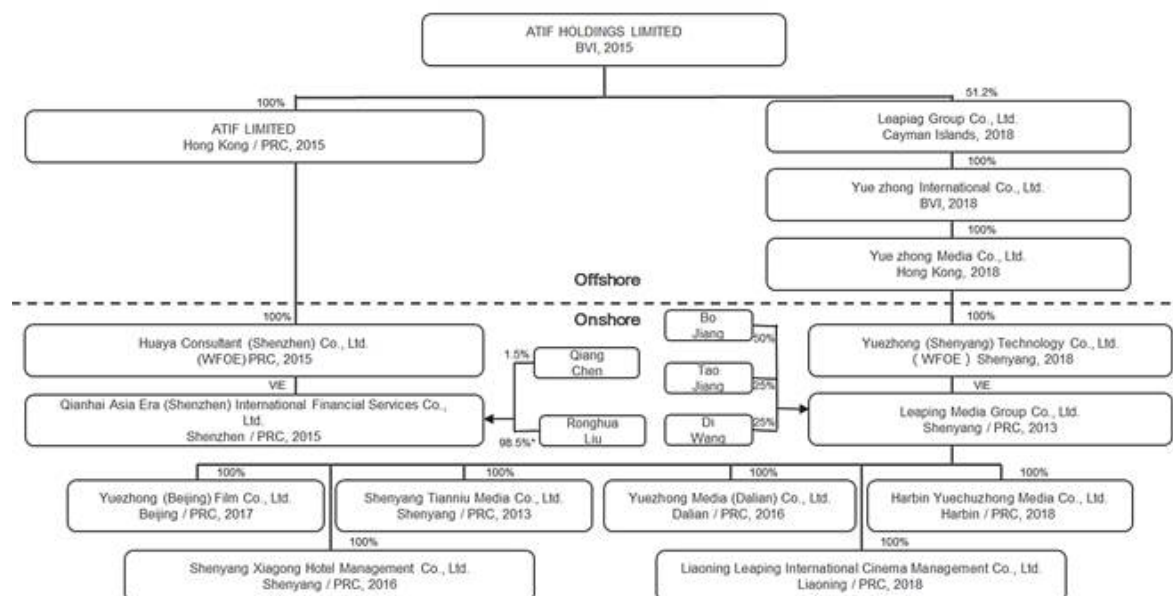 ATIF HOLDINGS LIMITED
BVI, 2015
100%
51.2%
ATIF LIMITED
Hong Kong / PRC, 2015
Leapiag Group Co., Ltd.
Cayman Islands, 2018
100%
Yue zhong International Co., Ltd.
BVI, 2018
100%
Yue zhong Media Co., Ltd.
Hong Kong, 2018
Offshore
Onshore
100%
100%
Huaya Consultant (Shenzhen) Co., Ltd.
(WFOE) PRC, 2015
Bo
Jiang
50%
Yuezhong (Shenyang) Technology Co., Ltd.
( WFOE ) Shenyang, 2018
1.5%
Qiang
Chen
Tao
Jiang
25%
VIE
VIE
Qianhai Asia Era (Shenzhen) International Financial Services Co.,
Ltd.
Shenzhen / PRC, 2015
Ronghua
Liu
98.5%*
Di
Wang
25%
Leaping Media Group Co., Ltd.
Shenyang / PRC, 2013
100%
100%
100%
100%
Yuezhong (Beijing) Film Co., Ltd.
Beijing / PRC, 2017
Shenyang Tianniu Media Co., Ltd.
Shenyang / PRC, 2013
Yuezhong Media (Dalian) Co., Ltd.
Dalian / PRC, 2016
Harbin Yuechuzhong Media Co., Ltd.
Harbin / PRC, 2018
100%
100%
Shenyang Xiagong Hotel Management Co., Ltd.
Shenyang / PRC, 2016
Liaoning Leaping International Cinema Management Co., Ltd.
Liaoning / PRC, 2018